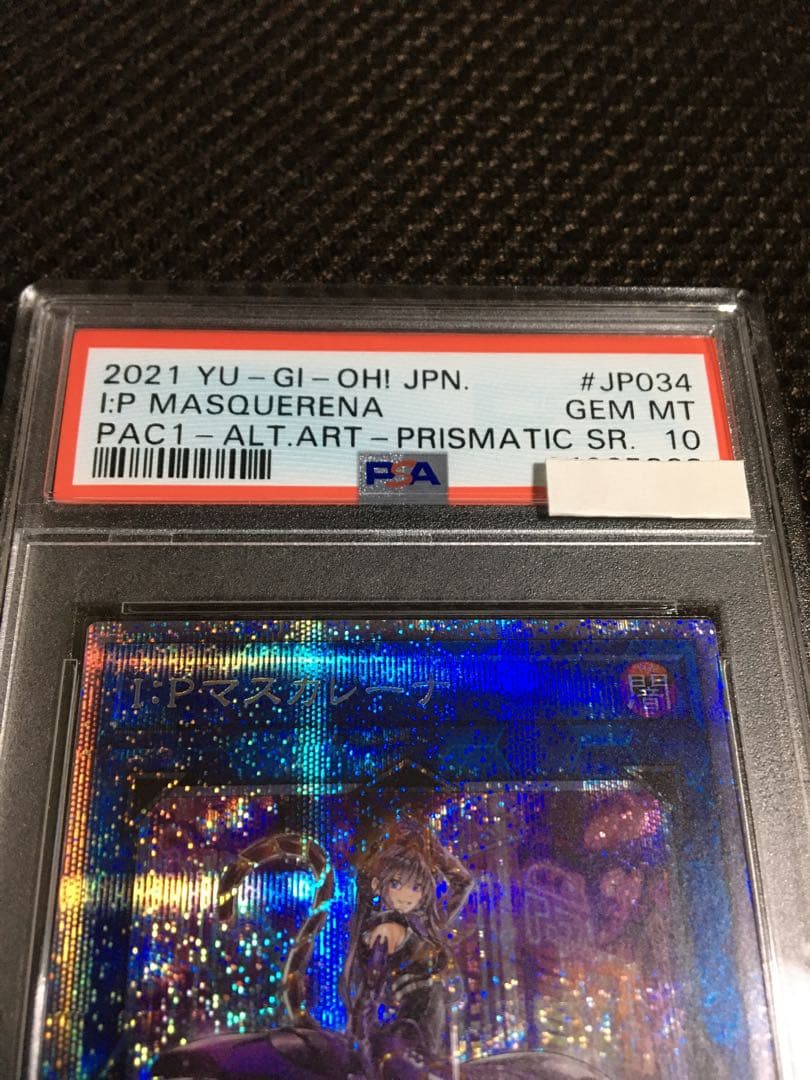 2021 YU-GI-OH! JPN. #JP034
I:P MASQUERENA GEM MT
PAC1-ALT.ART-PRISMATIC SR. 10
PSA
I:Pマスカレーナ 闇